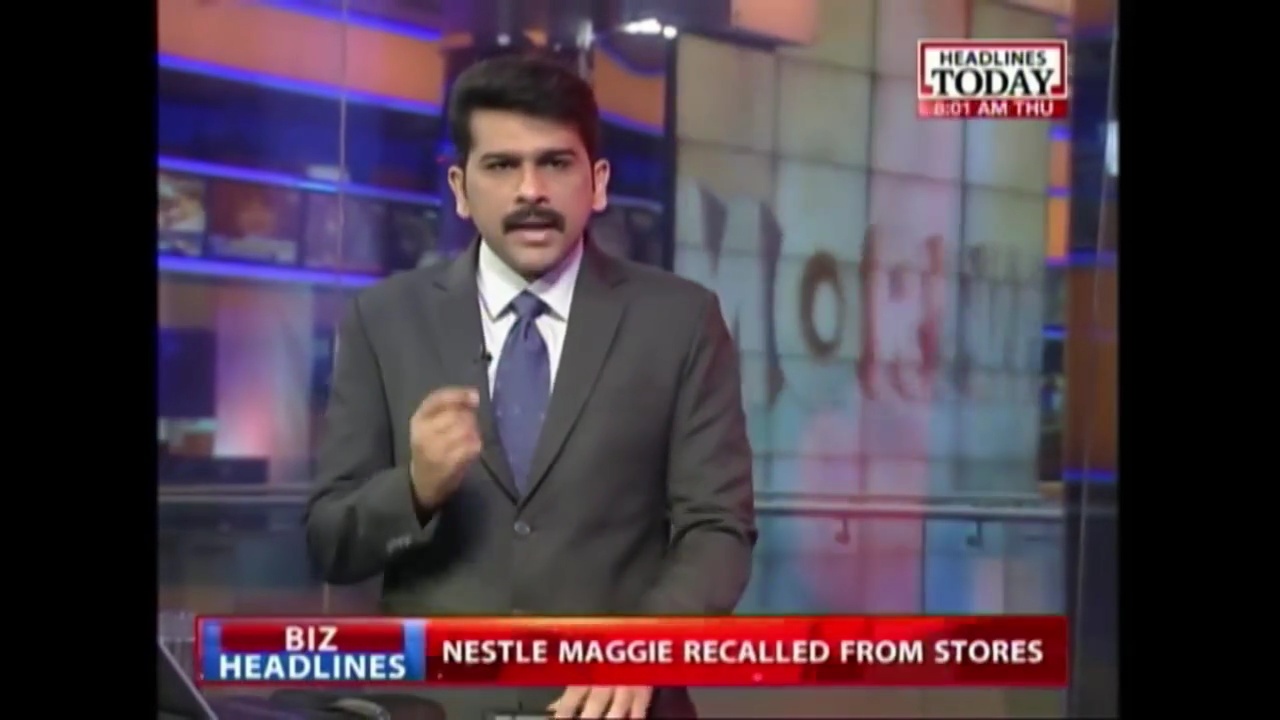 HEADLINES
TODAY
8:01 AM THU
BIZ
HEADLINES
NESTLE MAGGIE RECALLED FROM STORES